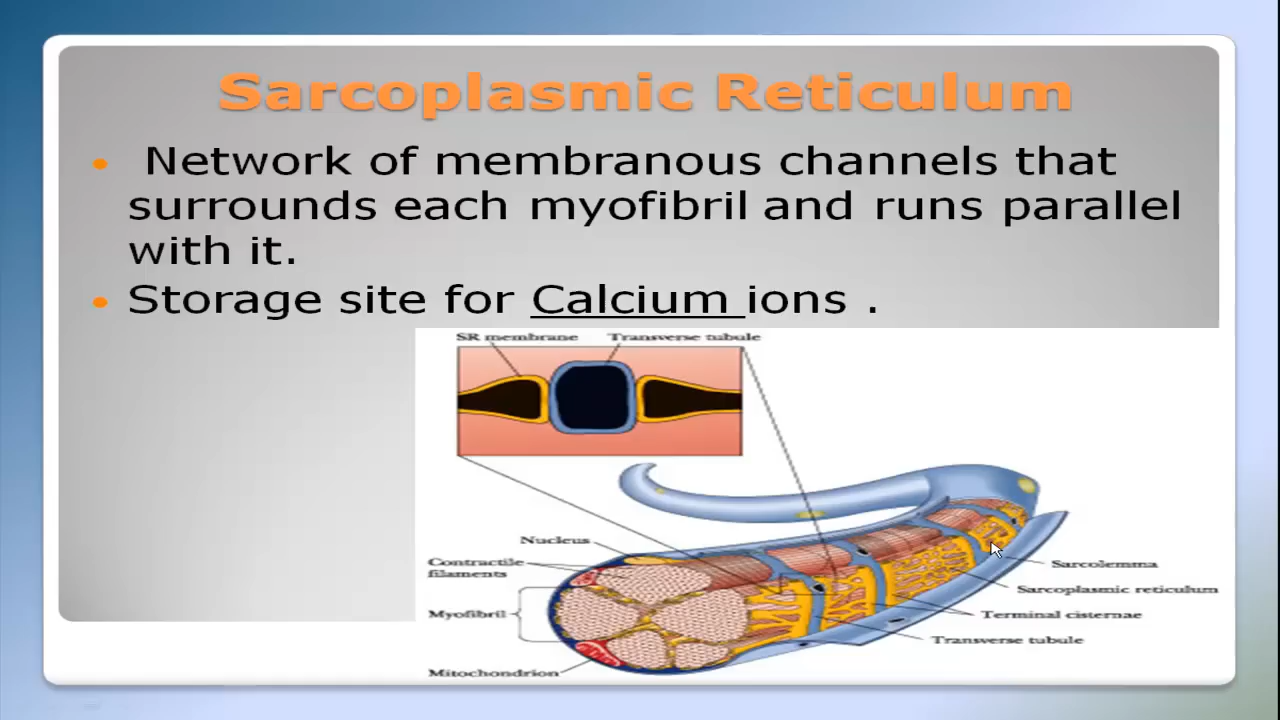 Sarcoplasmic Reticulum
• Network of membranous channels that
surrounds each myofibril and runs parallel
with it.
• Storage site for Calcium ions .
SR membrane Transverse tubule
Nucleus
Contractile
filaments
Myofibril
Mitochondrion
Sarcolemma
Sarcoplasmic reticulum
Terminal cisternae
Transverse tubule